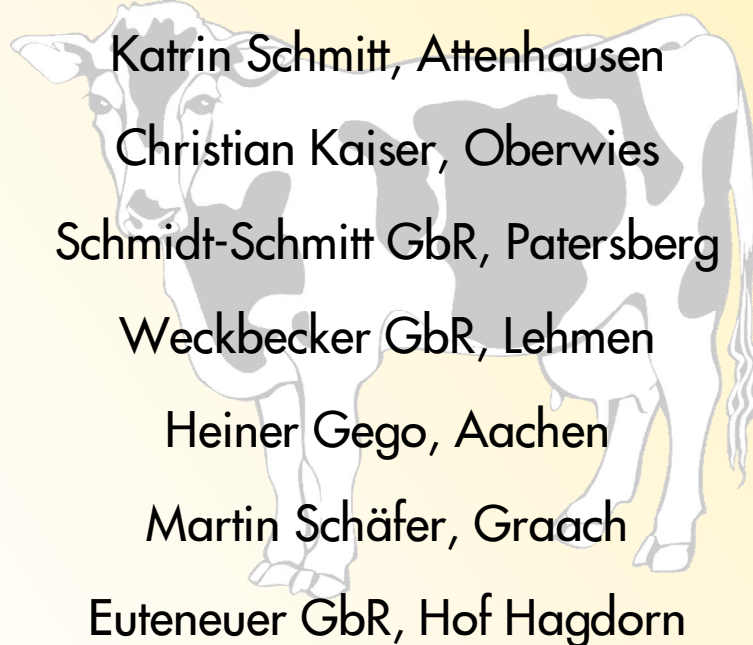 Katrin Schmitt, Attenhausen
Christian Kaiser, Oberwies
Schmidt-Schmitt GbR, Patersberg
Weckbecker GbR, Lehmen
Heiner Gego, Aachen
Martin Schäfer, Graach
Euteneuer GbR, Hof Hagdorn